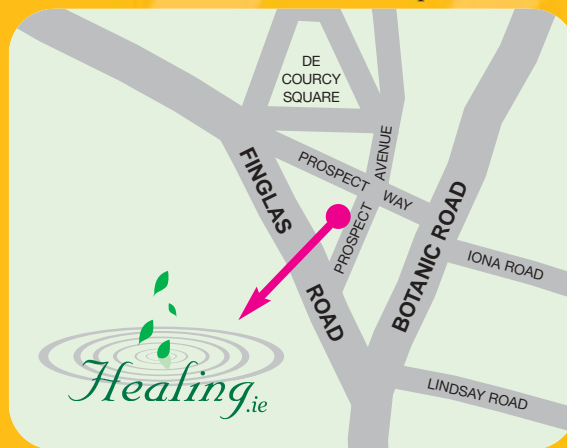 DE
COURCY
SQUARE
FINGLAS
ROAD
PROSPECT WAY
PROSPECT AVENUE
BOTANIC ROAD
IONA ROAD
LINDSAY ROAD
Healing.ie